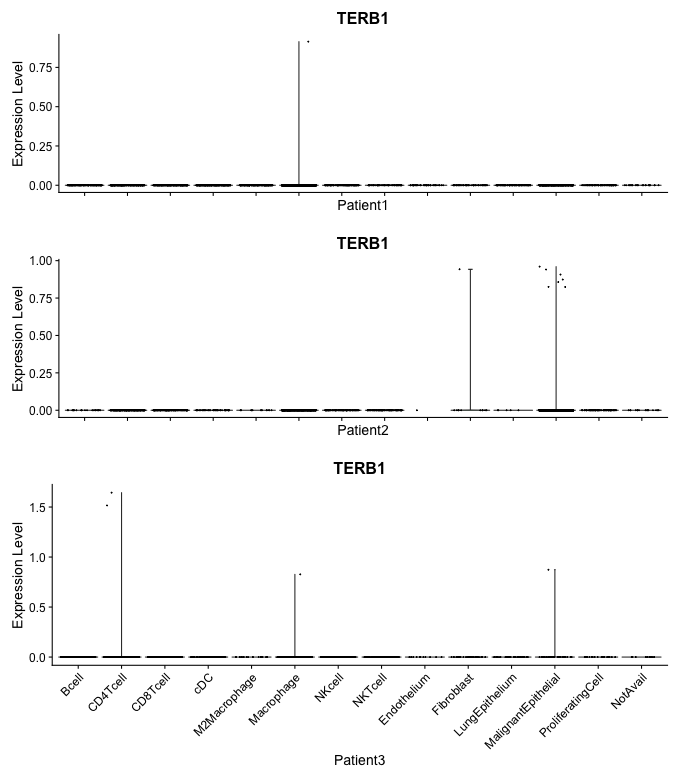 TERB1
Expression Level
0.75
0.50
0.25
0.00
Patient1
TERB1
Expression Level
1.00
0.75
0.50
0.25
0.00
Patient2
TERB1
Expression Level
1.5
1.0
0.5
0.0
Bcell
CD4Tcell
CD8Tcell
cDC
M2Macrophage
Macrophage
NKcell
NKTcell
Endothelium
Fibroblast
LungEpithelium
MalignantEpithelial
ProliferatingCell
NotAvail
Patient3